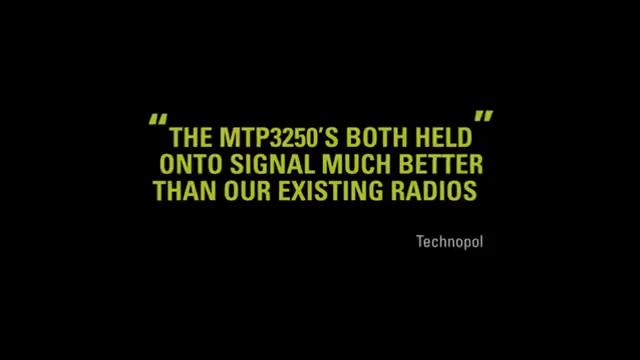 “THE MTP3250’S BOTH HELD”
ONTO SIGNAL MUCH BETTER
THAN OUR EXISTING RADIOS
Technopol